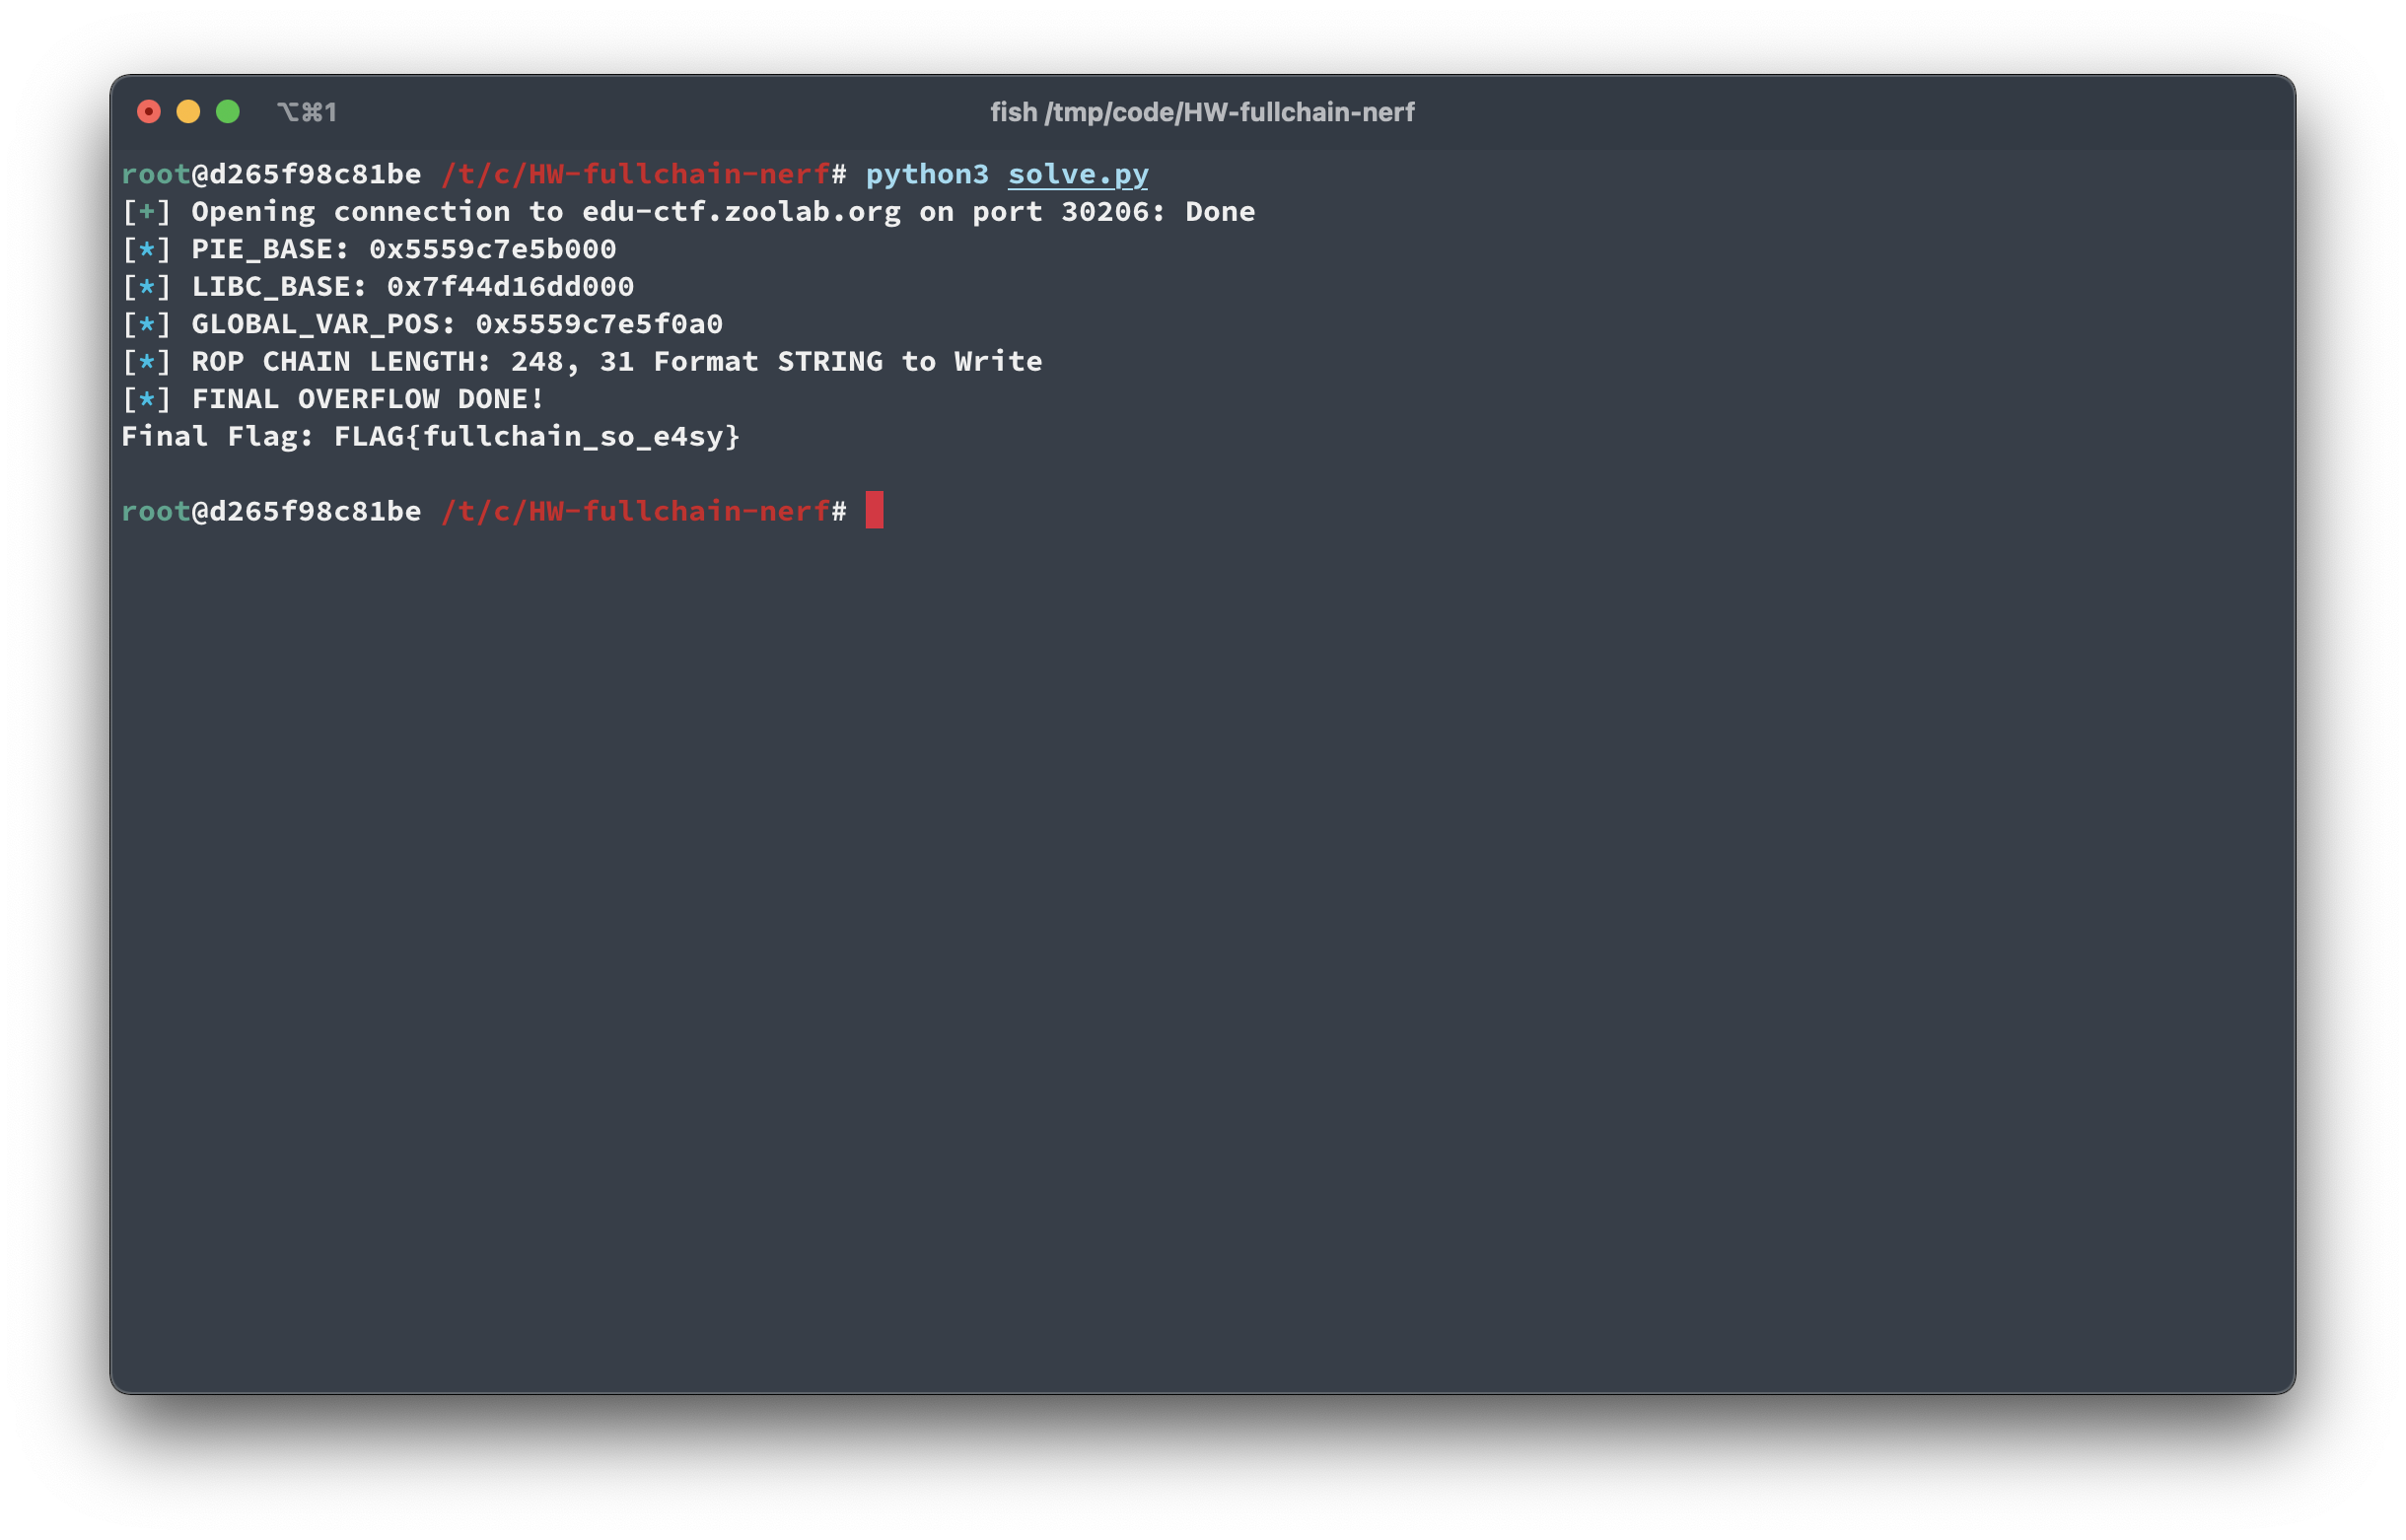 ⌥⌘1
fish /tmp/code/HW-fullchain-nerf
root@d265f98c81be /t/c/HW-fullchain-nerf# python3 solve.py
[+] Opening connection to edu-ctf.zoolab.org on port 30206: Done
[*] PIE_BASE: 0x5559c7e5b000
[*] LIBC_BASE: 0x7f44d16dd000
[*] GLOBAL_VAR_POS: 0x5559c7e5f0a0
[*] ROP CHAIN LENGTH: 248, 31 Format STRING to Write
[*] FINAL OVERFLOW DONE!
Final Flag: FLAG{fullchain_so_e4sy}
root@d265f98c81be /t/c/HW-fullchain-nerf#